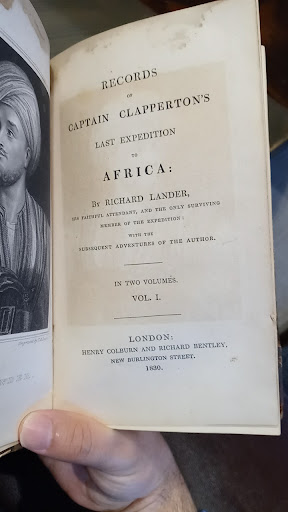 RECORDS
OF
CAPTAIN CLAPPERTON'S
LAST EXPEDITION
TO
AFRICA:
BY RICHARD LANDER,
HIS FAITHFUL ATTENDANT, AND THE ONLY SURVIVING
MEMBER OF THE EXPEDITION:
WITH THE
SUBSEQUENT ADVENTURES OF THE AUTHOR.
IN TWO VOLUMES.
VOL. I.
LONDON:
HENRY COLBURN AND RICHARD BENTLEY,
NEW BURLINGTON STREET.
1830.